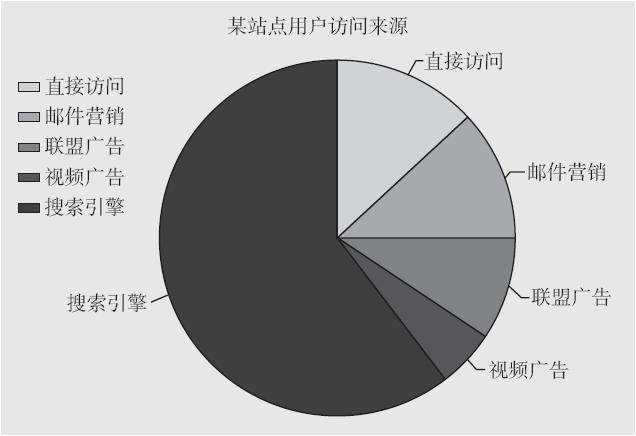 某站点用户访问来源
直接访问
邮件营销
联盟广告
视频广告
搜索引擎
直接访问
邮件营销
联盟广告
视频广告
搜索引擎